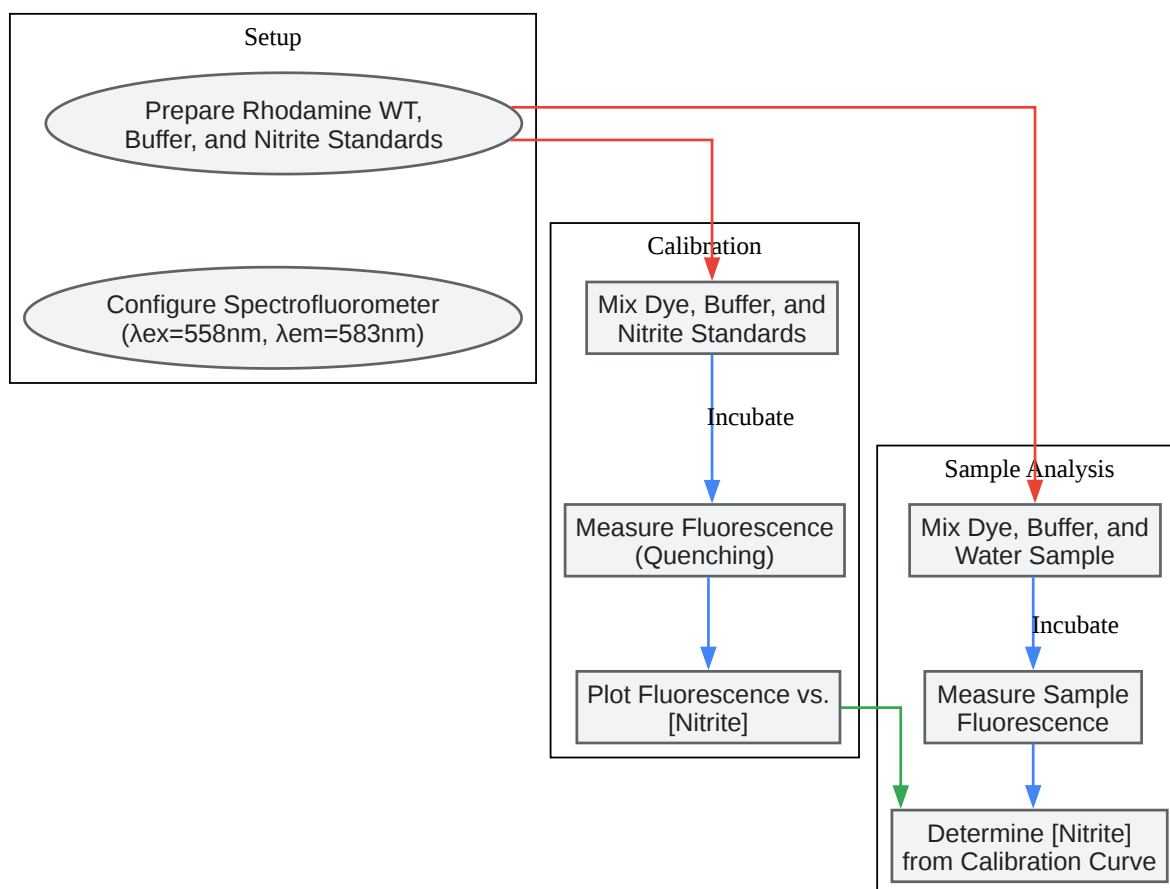 Setup
Prepare Rhodamine WT,
Buffer, and Nitrite Standards
Configure Spectrofluorometer
(λex=558nm, λem=583nm)
Calibration
Mix Dye, Buffer, and
Nitrite Standards
Incubate
Measure Fluorescence
(Quenching)
Plot Fluorescence vs.
[Nitrite]
Sample Analysis
Mix Dye, Buffer, and
Water Sample
Incubate
Measure Sample
Fluorescence
Determine [Nitrite]
from Calibration Curve